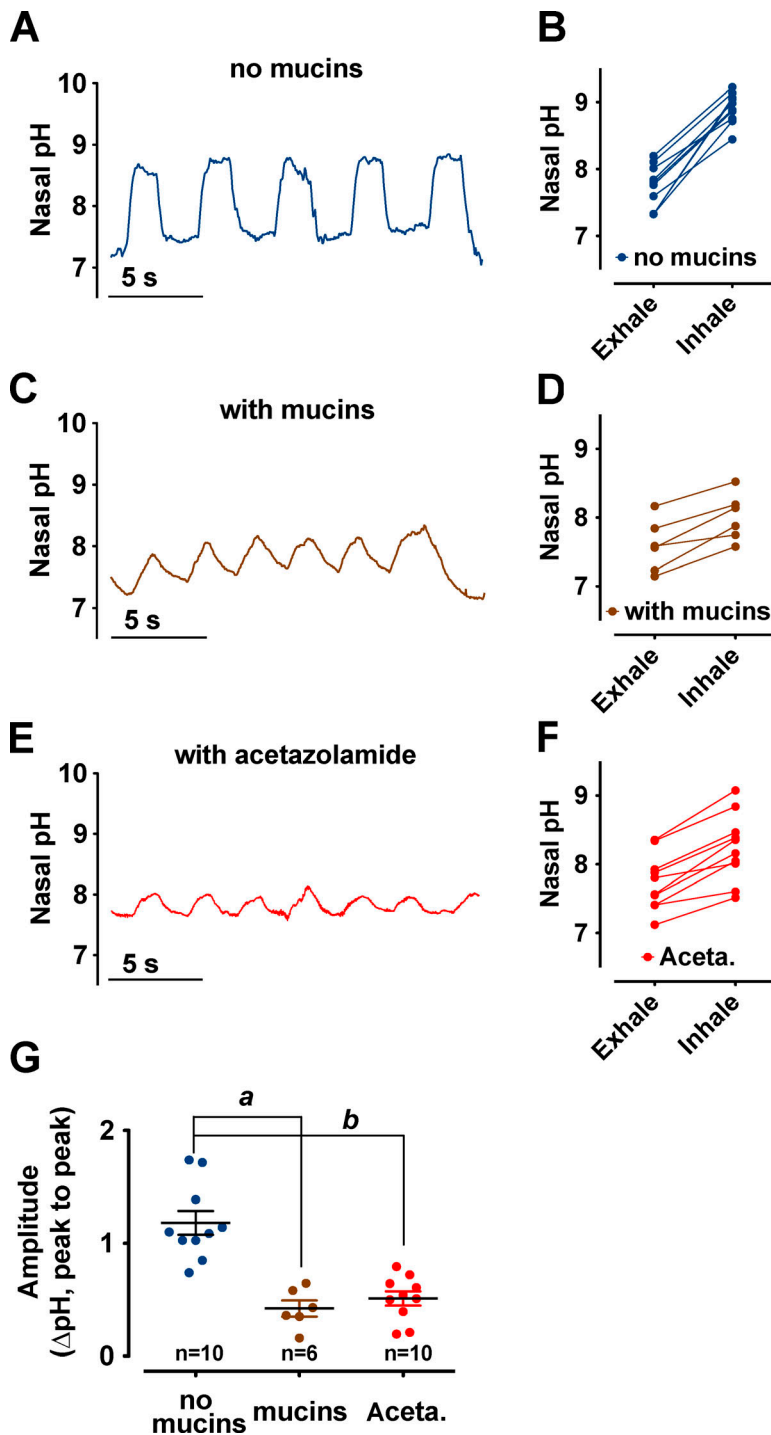 A
no mucins
Nasal pH
10
9
8
7
5 s
B
Nasal pH
9
8
7
no mucins
Exhale
Inhale
C
with mucins
Nasal pH
10
9
8
7
5 s
D
Nasal pH
9
8
7
with mucins
Exhale
Inhale
E
with acetazolamide
Nasal pH
10
9
8
7
5 s
F
Nasal pH
9
8
7
Aceta.
Exhale
Inhale
G
Amplitude
(ΔpH, peak to peak)
2
1
0
a
b
n=10
n=6
n=10
no
mucins
mucins
Aceta.